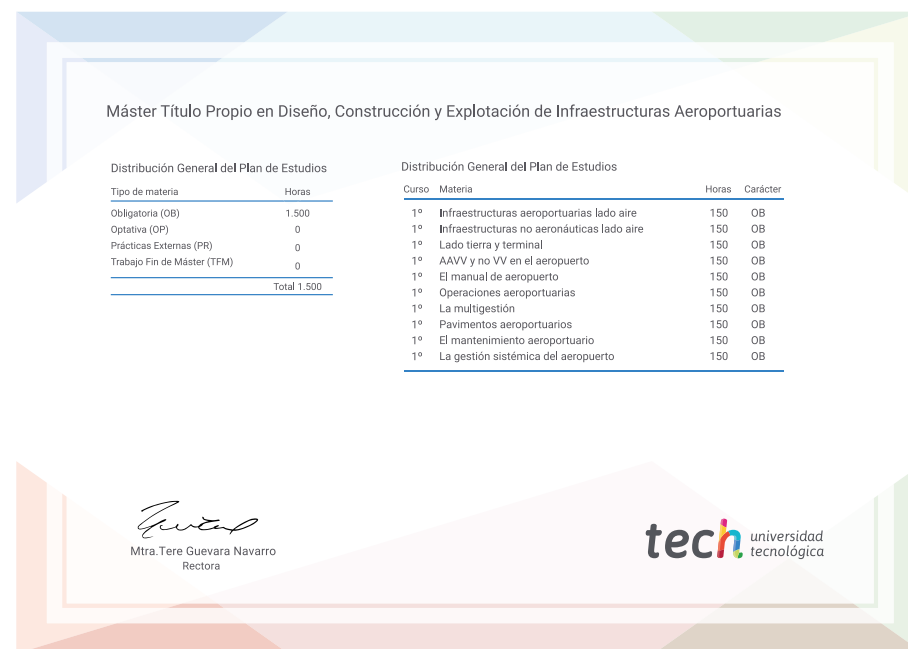 Máster Título Propio en Diseño, Construcción y Explotación de Infraestructuras Aeroportuarias
Distribución General del Plan de Estudios
Tipo de materia Horas
Obligatoria (OB) 1.500
Optativa (OP) 0
Prácticas Externas (PR) 0
Trabajo Fin de Máster (TFM) 0
Total 1.500
Distribución General del Plan de Estudios
Curso Materia Horas Carácter
1º Infraestructuras aeroportuarias lado aire 150 OB
1º Infraestructuras no aeronáuticas lado aire 150 OB
1º Lado tierra y terminal 150 OB
1º AAVV y no VV en el aeropuerto 150 OB
1º El manual de aeropuerto 150 OB
1º Operaciones aeroportuarias 150 OB
1º La multigestión 150 OB
1º Pavimentos aeroportuarios 150 OB
1º El mantenimiento aeroportuario 150 OB
1º La gestión sistémica del aeropuerto 150 OB
Mtra.Tere Guevara Navarro
Rectora
tech universidad
tecnológica